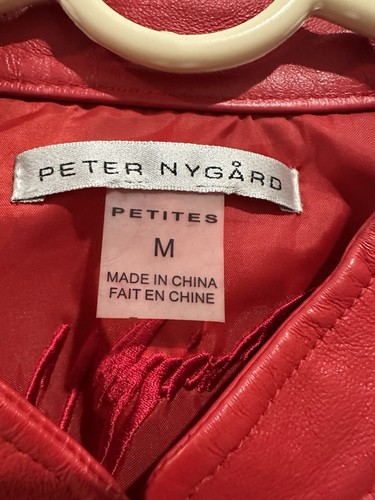 PETER NYGÅRD
PETITES
M
MADE IN CHINA
FAIT EN CHINE